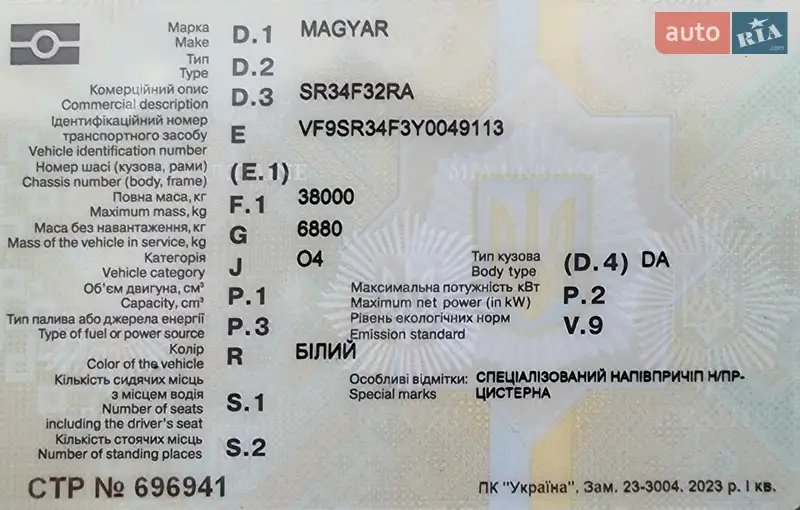 auto RIA .com
Марка
Make D.1 MAGYAR
Тип
Type D.2
Комерційний опис
Commercial description D.3 SR34F32RA
Ідентифікаційний номер
транспортного засобу
Vehicle identification number E VF9SR34F3Y0049113
Номер шасі (кузова, рами)
Chassis number (body, frame) (E.1)
MIA UKRAINE
Повна маса, кг
Maximum mass, kg F.1 38000
Маса без навантаження, кг
Mass of the vehicle in service, kg G 6880
Категорія
Vehicle category J O4
Тип кузова
Body type (D.4) DA
Об'єм двигуна, см³
Capacity, cm³ P.1
Максимальна потужність кВт
Maximum net power (in kW) P.2
Тип палива або джерела енергії
Type of fuel or power source P.3
Рівень екологічних норм
Emission standard V.9
Колір
Color of the vehicle R БІЛИЙ
Кількість сидячих місць
з місцем водія
Number of seats
including the driver's seat S.1
Особливі відмітки: СПЕЦІАЛІЗОВАНИЙ НАПІВПРИЧІП Н/ПР-
Special marks ЦИСТЕРНА
Кількість стоячих місць
Number of standing places S.2
СТР № 696941
ПК "Україна", Зам. 23-3004. 2023 р. І кв.